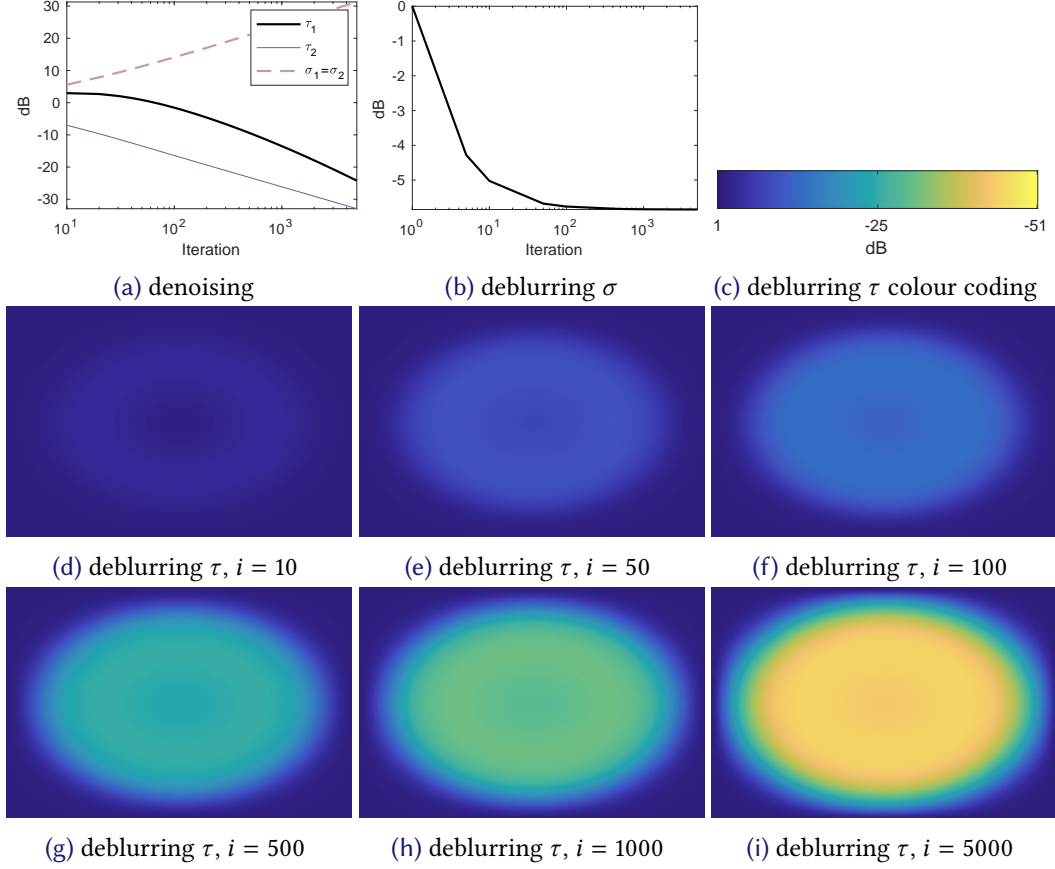 30
20
10
0
-10
-20
-30
dB
τ1
τ2
σ1=σ2
10^1
10^2
10^3
Iteration
0
-1
-2
-3
-4
-5
dB
10^0
10^1
10^2
10^3
Iteration
1
-25
-51
dB
(a) denoising
(b) deblurring σ
(c) deblurring τ colour coding
(d) deblurring τ, i = 10
(e) deblurring τ, i = 50
(f) deblurring τ, i = 100
(g) deblurring τ, i = 500
(h) deblurring τ, i = 1000
(i) deblurring τ, i = 5000